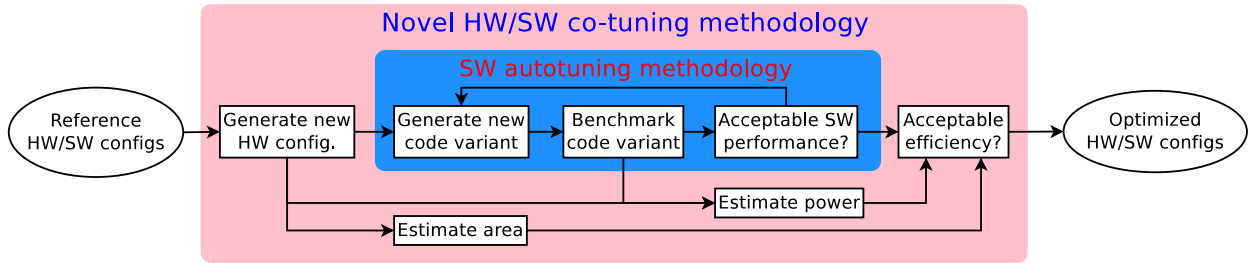 Novel HW/SW co-tuning methodology
SW autotuning methodology
Reference
HW/SW configs
Generate new
HW config.
Generate new
code variant
Benchmark
code variant
Acceptable SW
performance?
Acceptable
efficiency?
Optimized
HW/SW configs
Estimate power
Estimate area